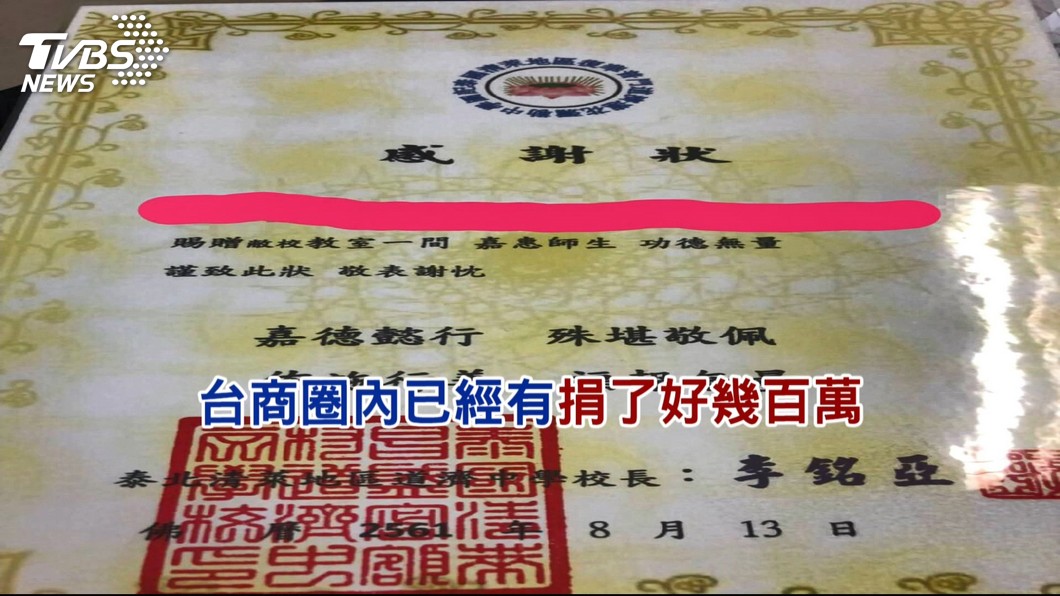 TVBS
NEWS
感謝狀
賜贈敝校教室一間 嘉惠師生 功德無量
謹致此狀 敬表謝忱
嘉德懿行 殊堪敬佩
台商圈內已經有捐了好幾百萬
泰北清萊地區道濟中學校長：李銘亞
佛曆 2561 年 8 月 13 日